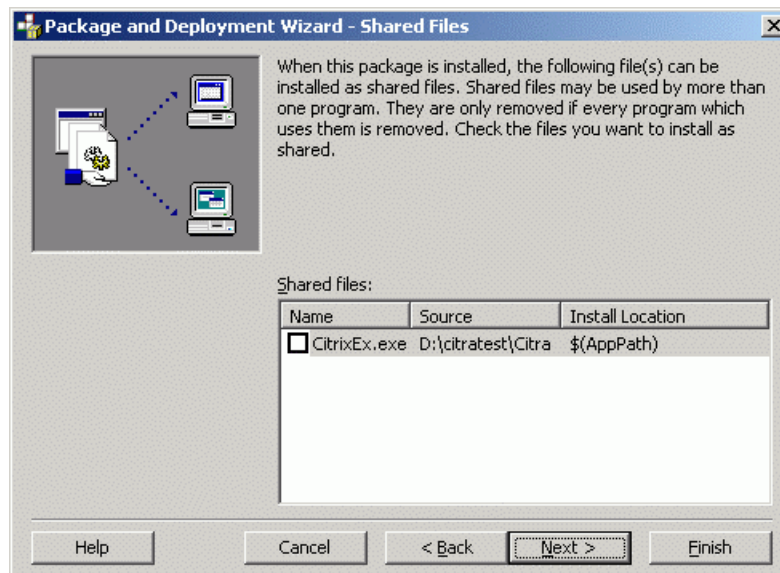 Package and Deployment Wizard - Shared Files
When this package is installed, the following file(s) can be
installed as shared files. Shared files may be used by more than
one program. They are only removed if every program which
uses them is removed. Check the files you want to install as
shared.
Shared files:
Name Source Install Location
CitrixEx.exe D:\citratest\Citra $(AppPath)
Help Cancel < Back Next > Finish